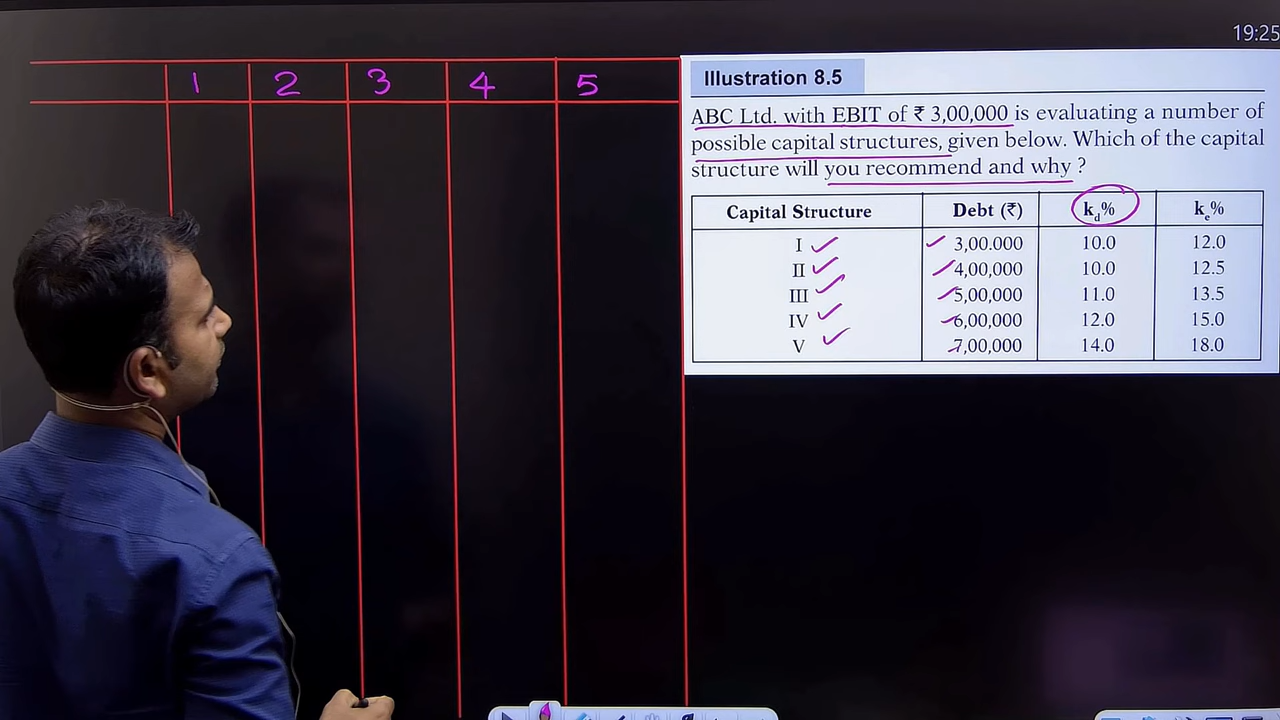 19:25
1 2 3 4 5
Illustration 8.5
ABC Ltd. with EBIT of ₹ 3,00,000 is evaluating a number of
possible capital structures, given below. Which of the capital
structure will you recommend and why ?
Capital Structure Debt (₹) kd% ke%
I 3,00.000 10.0 12.0
II 4,00,000 10.0 12.5
III 5,00,000 11.0 13.5
IV 6,00,000 12.0 15.0
V 7,00,000 14.0 18.0